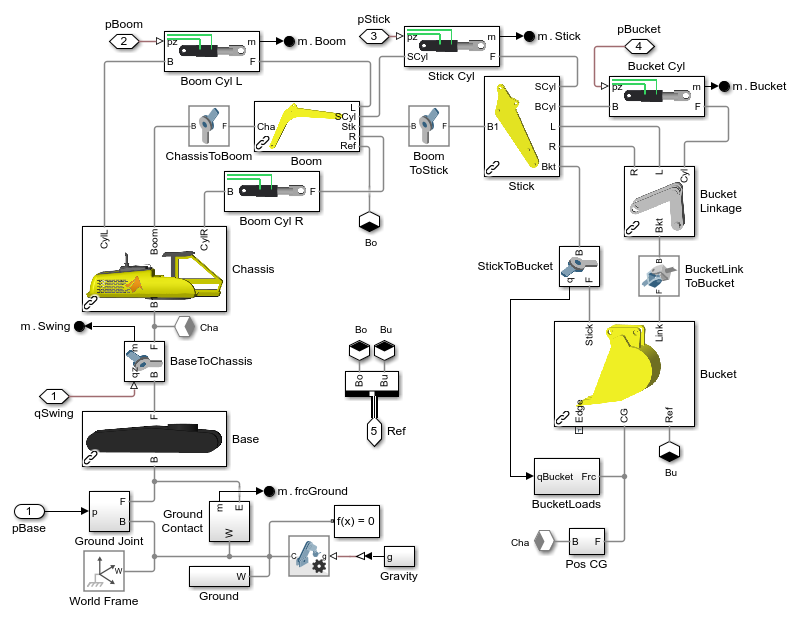 pBoom
2
pz
m
B
F
Boom Cyl L
m.Boom
pStick
3
pz
m
SCyl
F
Stick Cyl
m.Stick
pBucket
4
Bucket Cyl
pz
m
B
F
m.Bucket
B
F
ChassisToBoom
Cha
L
SCyl
Stk
R
Ref
Boom
B
F
Boom
ToStick
B1
SCyl
BCyl
L
R
Bkt
Stick
B
F
Boom Cyl R
Bo
R
L
Cyl
Bkt
Bucket
Linkage
CylL
Boom
CylR
B
Chassis
StickToBucket
B
q
F
B
F
BucketLink
ToBucket
m.Swing
Cha
qz
m
F
B
BaseToChassis
1
qSwing
Bo
Bu
Bo
Bu
5
Ref
Stick
Link
Edge
CG
Ref
Bucket
Bu
F
B
Base
qBucket
Frc
BucketLoads
1
pBase
p
F
B
Ground Joint
Ground
Contact
m
E
W
m.frcGround
f(x) = 0
Cha
B
F
Pos CG
W
World Frame
W
Ground
C
g
g
Gravity